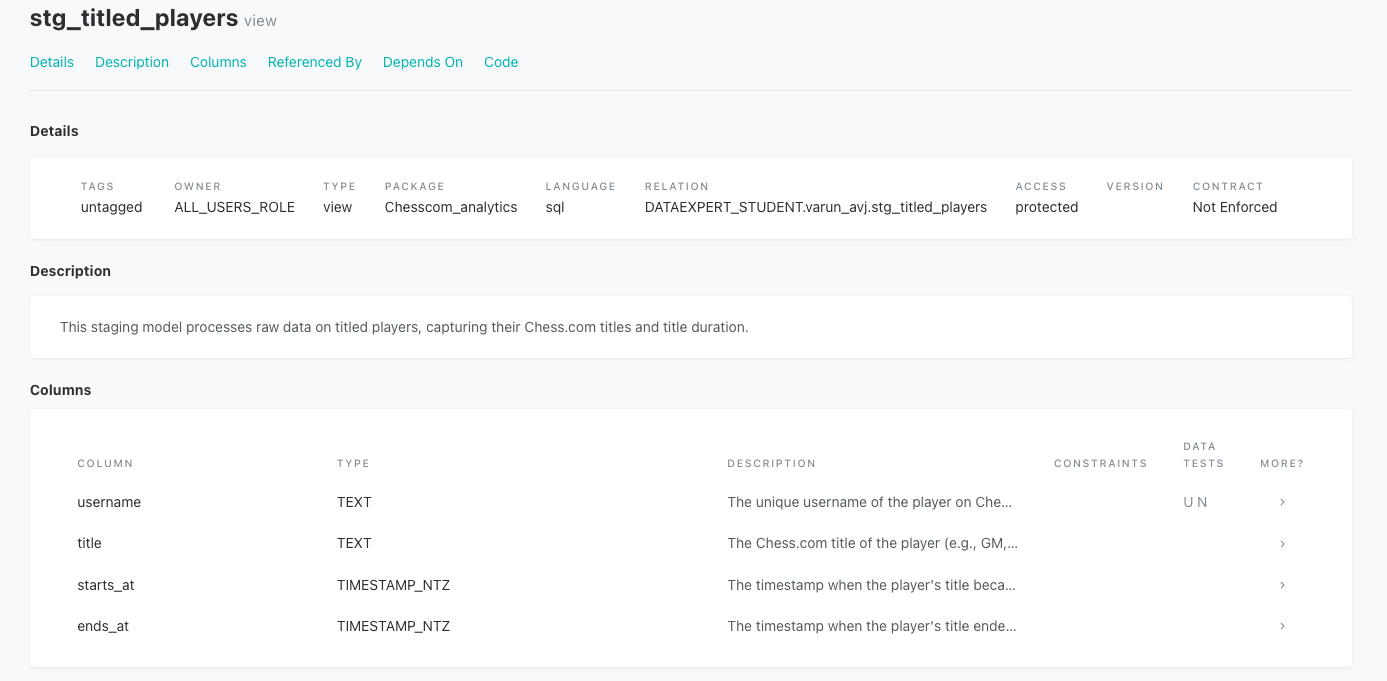 stg_titled_players view
Details Description Columns Referenced By Depends On Code
Details
TAGS OWNER TYPE PACKAGE LANGUAGE RELATION ACCESS VERSION CONTRACT
untagged ALL_USERS_ROLE view Chesscom_analytics sql DATAEXPERT_STUDENT.varun_avj.stg_titled_players protected Not Enforced
Description
This staging model processes raw data on titled players, capturing their Chess.com titles and title duration.
Columns
COLUMN TYPE DESCRIPTION CONSTRAINTS DATA TESTS MORE?
username TEXT The unique username of the player on Che... U N >
title TEXT The Chess.com title of the player (e.g., GM,... >
starts_at TIMESTAMP_NTZ The timestamp when the player's title beca... >
ends_at TIMESTAMP_NTZ The timestamp when the player's title ende... >